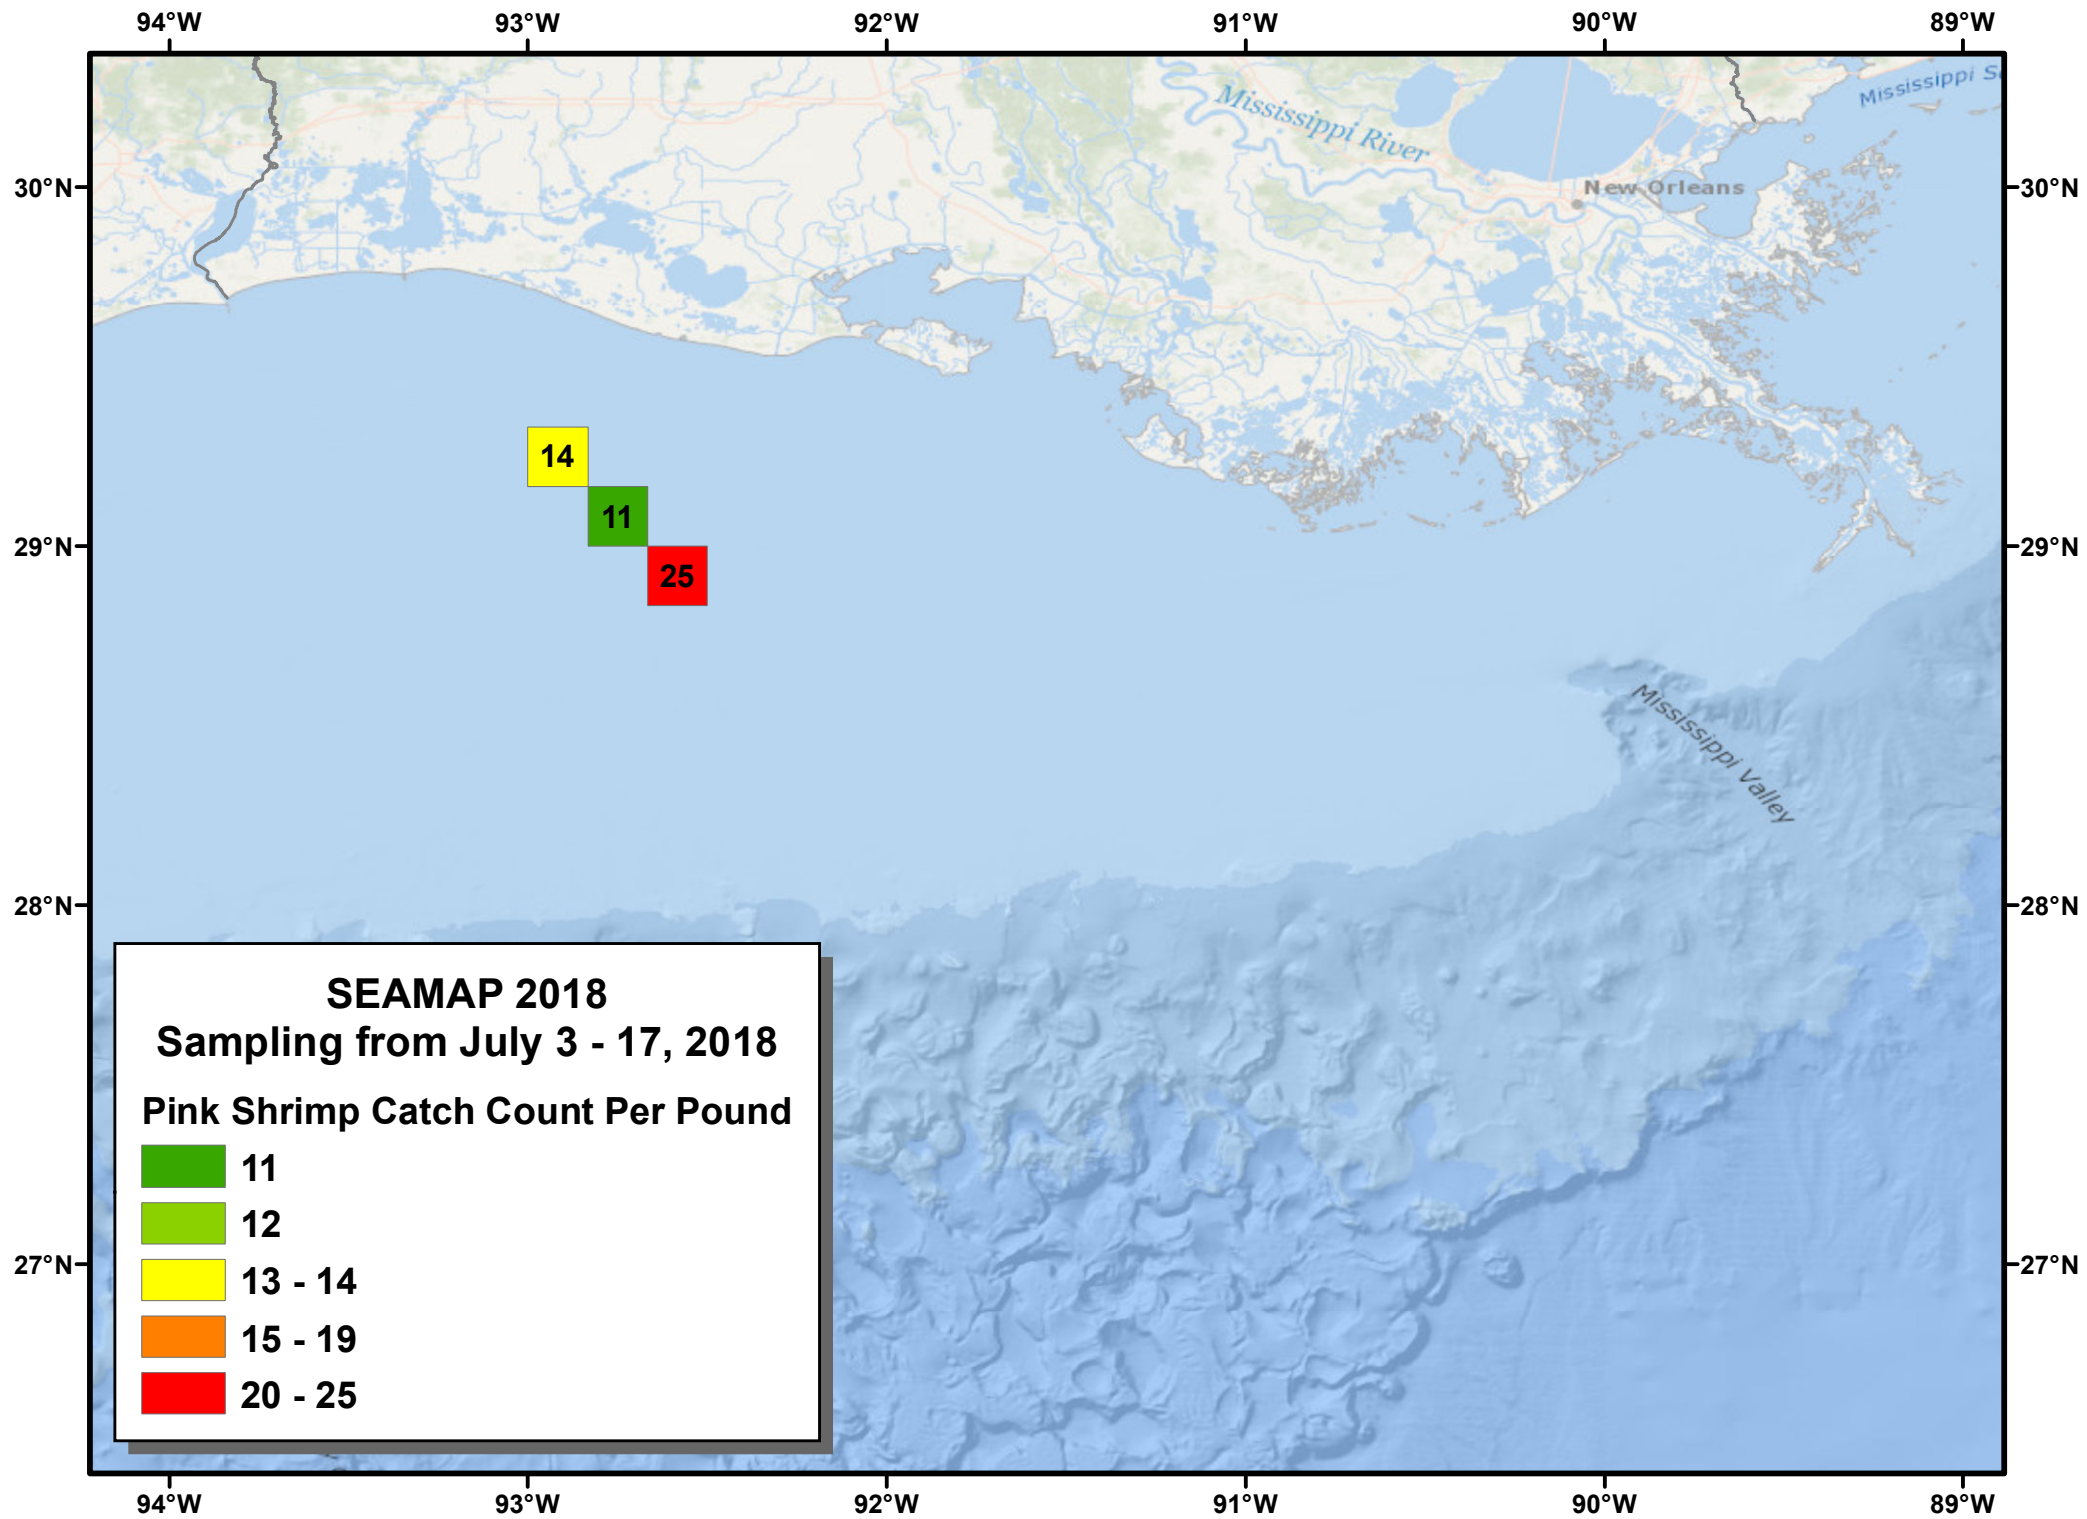 94°W 93°W 92°W 91°W 90°W 89°W
Mississippi S
Mississippi River
30°N New Orleans 30°N
14
11
29°N 29°N
25
Mississippi Valley
28°N 28°N
SEAMAP 2018
Sampling from July 3 - 17, 2018
Pink Shrimp Catch Count Per Pound
11
12
27°N 27°N
13 - 14
15 - 19
20 - 25
94°W 93°W 92°W 91°W 90°W 89°W